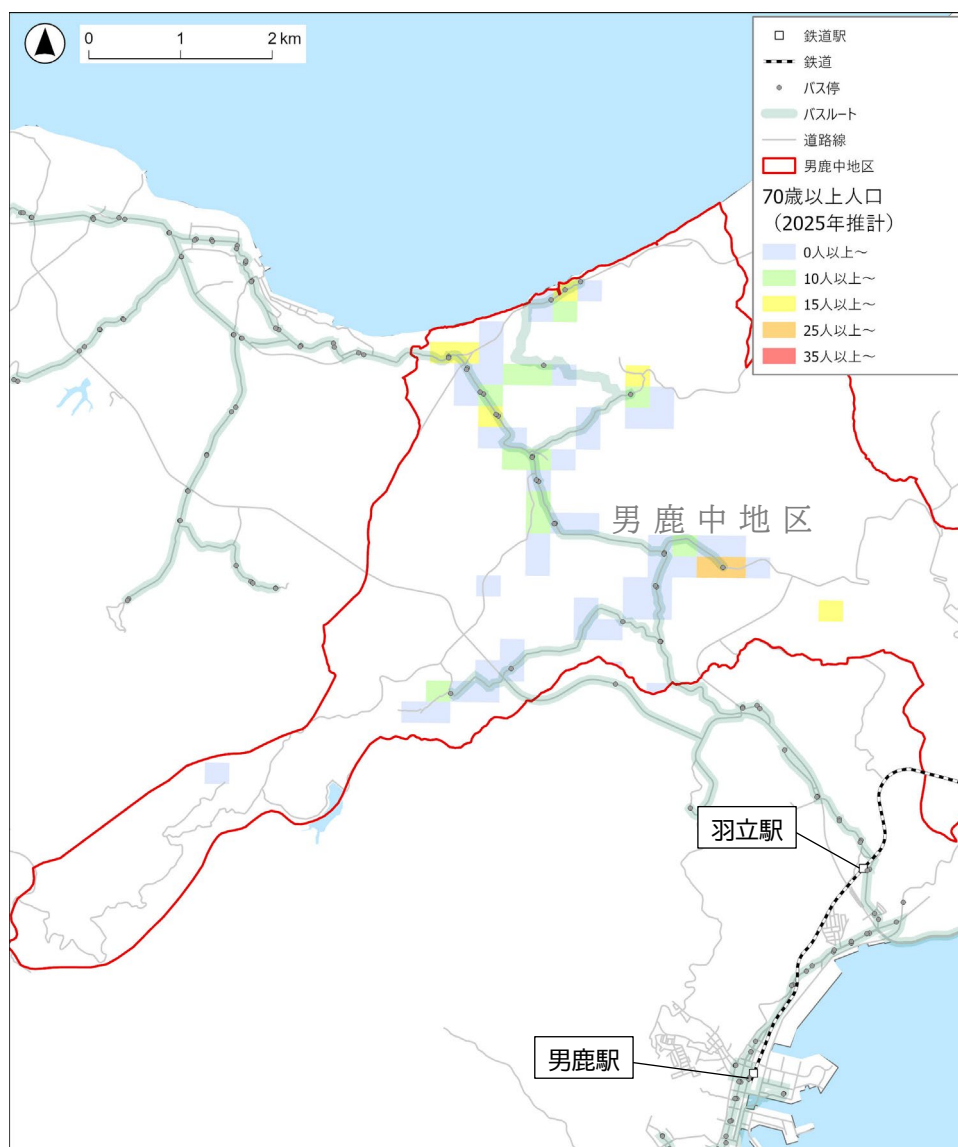 0 1 2 km
鉄道駅
鉄道
バス停
バスルート
道路線
男鹿中地区
70歳以上人口
（2025年推計）
0人以上～
10人以上～
15人以上～
25人以上～
35人以上～
男鹿中地区
羽立駅
男鹿駅